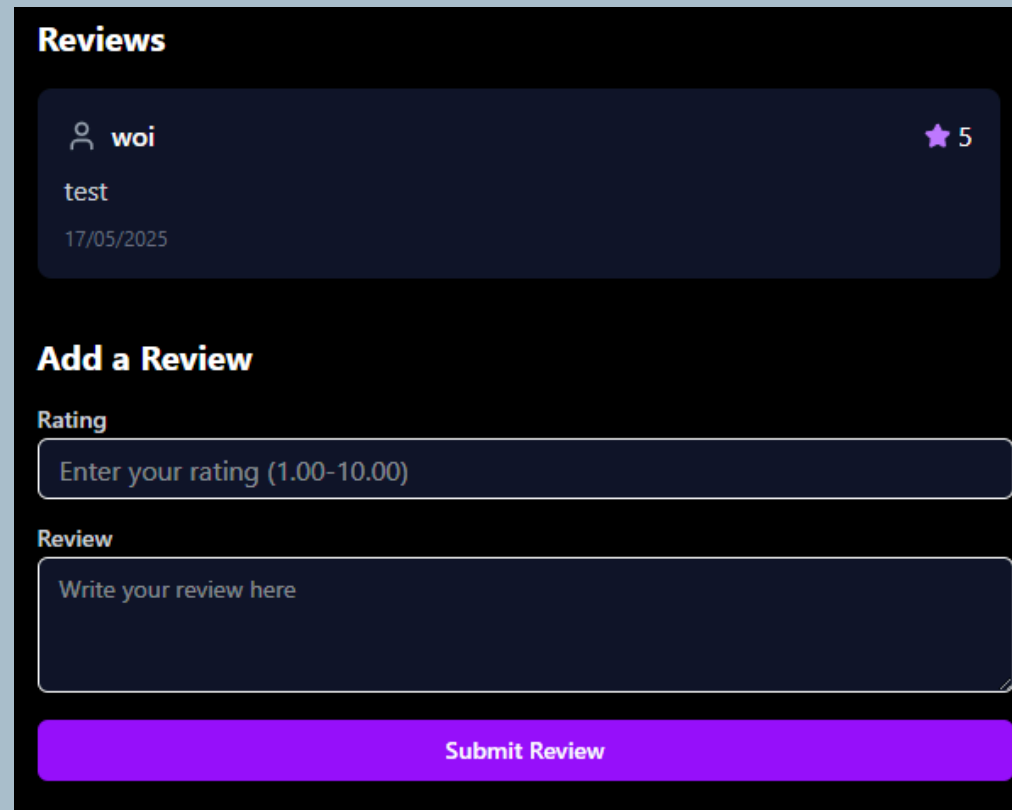 Reviews
woi 5
test
17/05/2025
Add a Review
Rating
Enter your rating (1.00-10.00)
Review
Write your review here
Submit Review